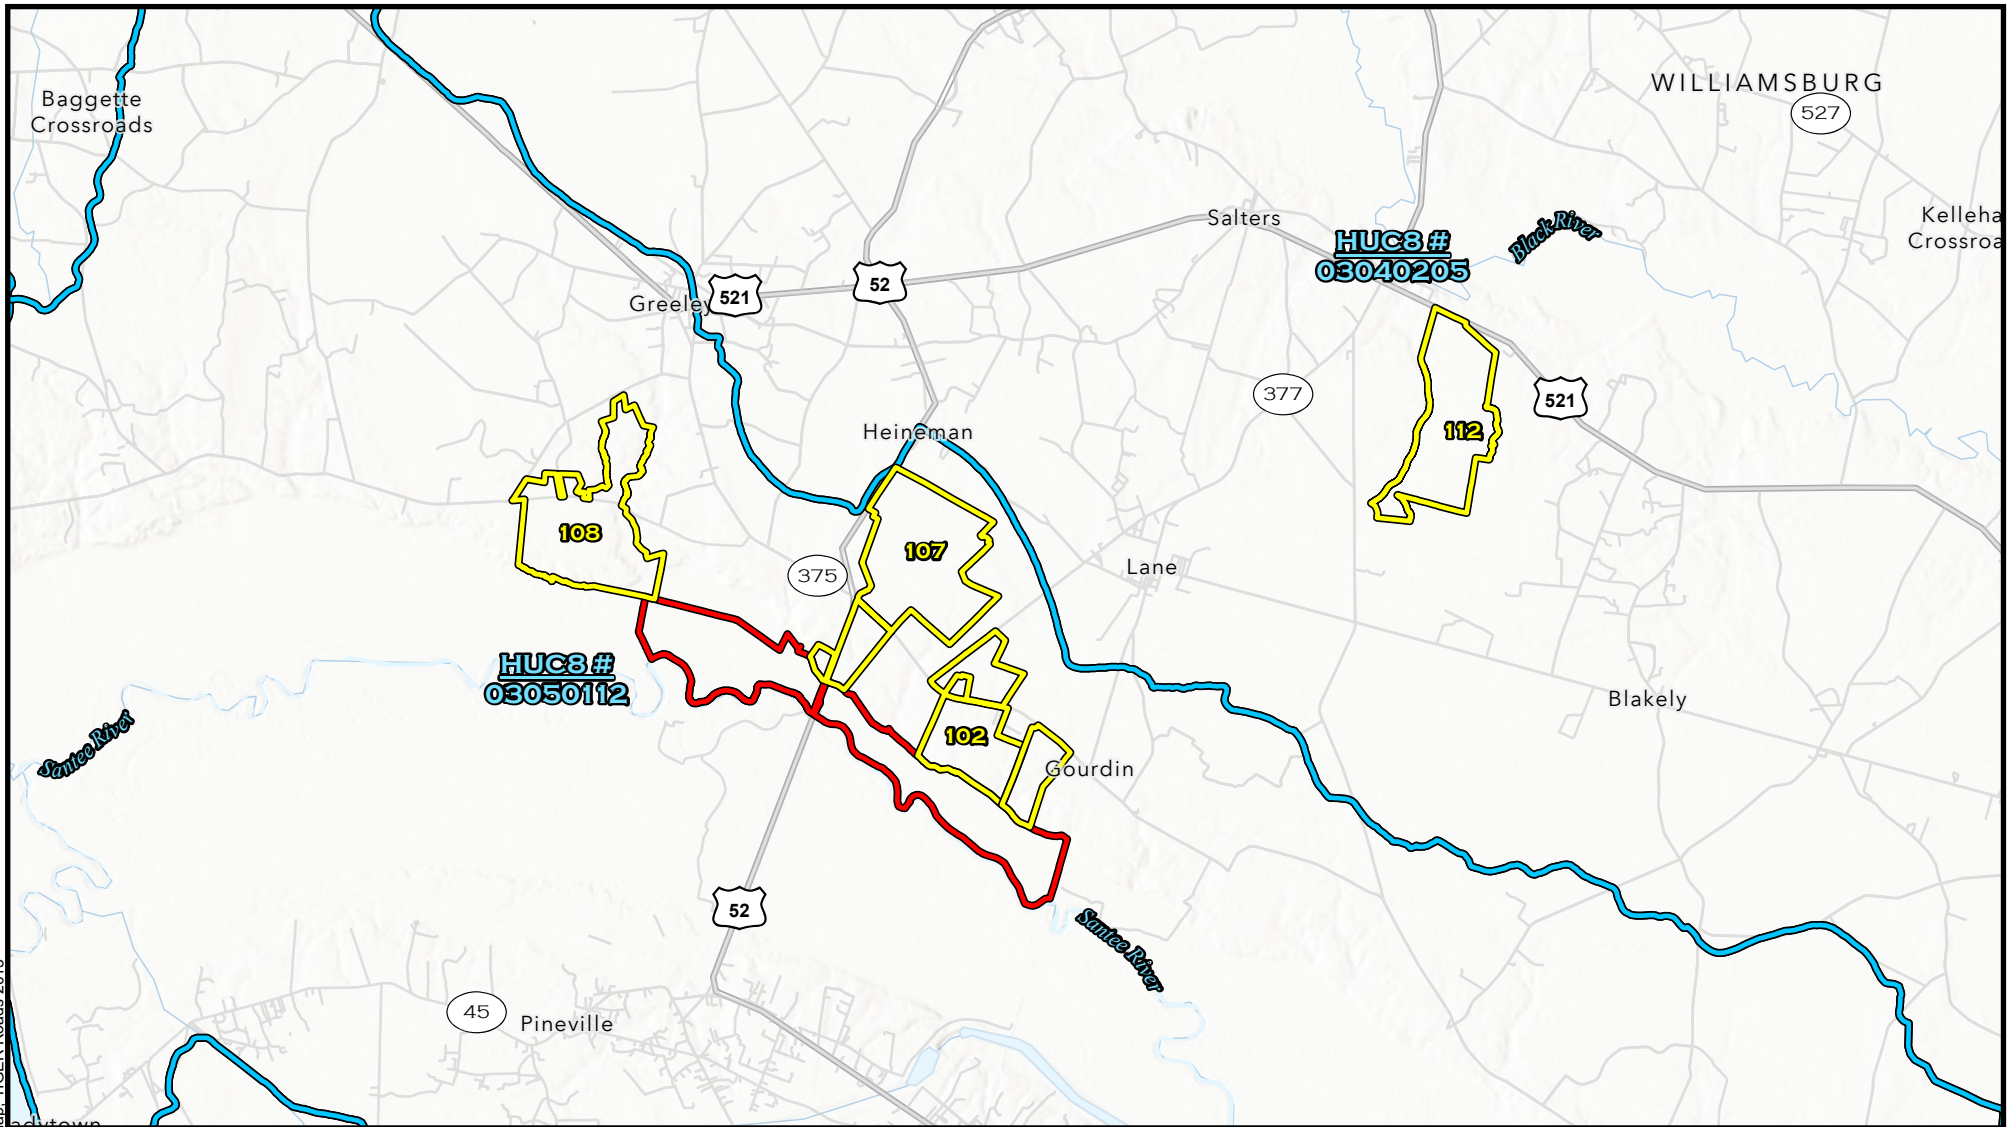 WILLIAMSBURG
Baggette
Crossroads
527
Salters
Kelleha
Crossroa
Black River
HUC8 #
03040205
Greeley
521
52
377
521
112
Heineman
108
107
Lane
375
HUC8 #
03050112
Blakely
Santee River
102
Gourdin
52
Santee River
45
Pineville
adytown